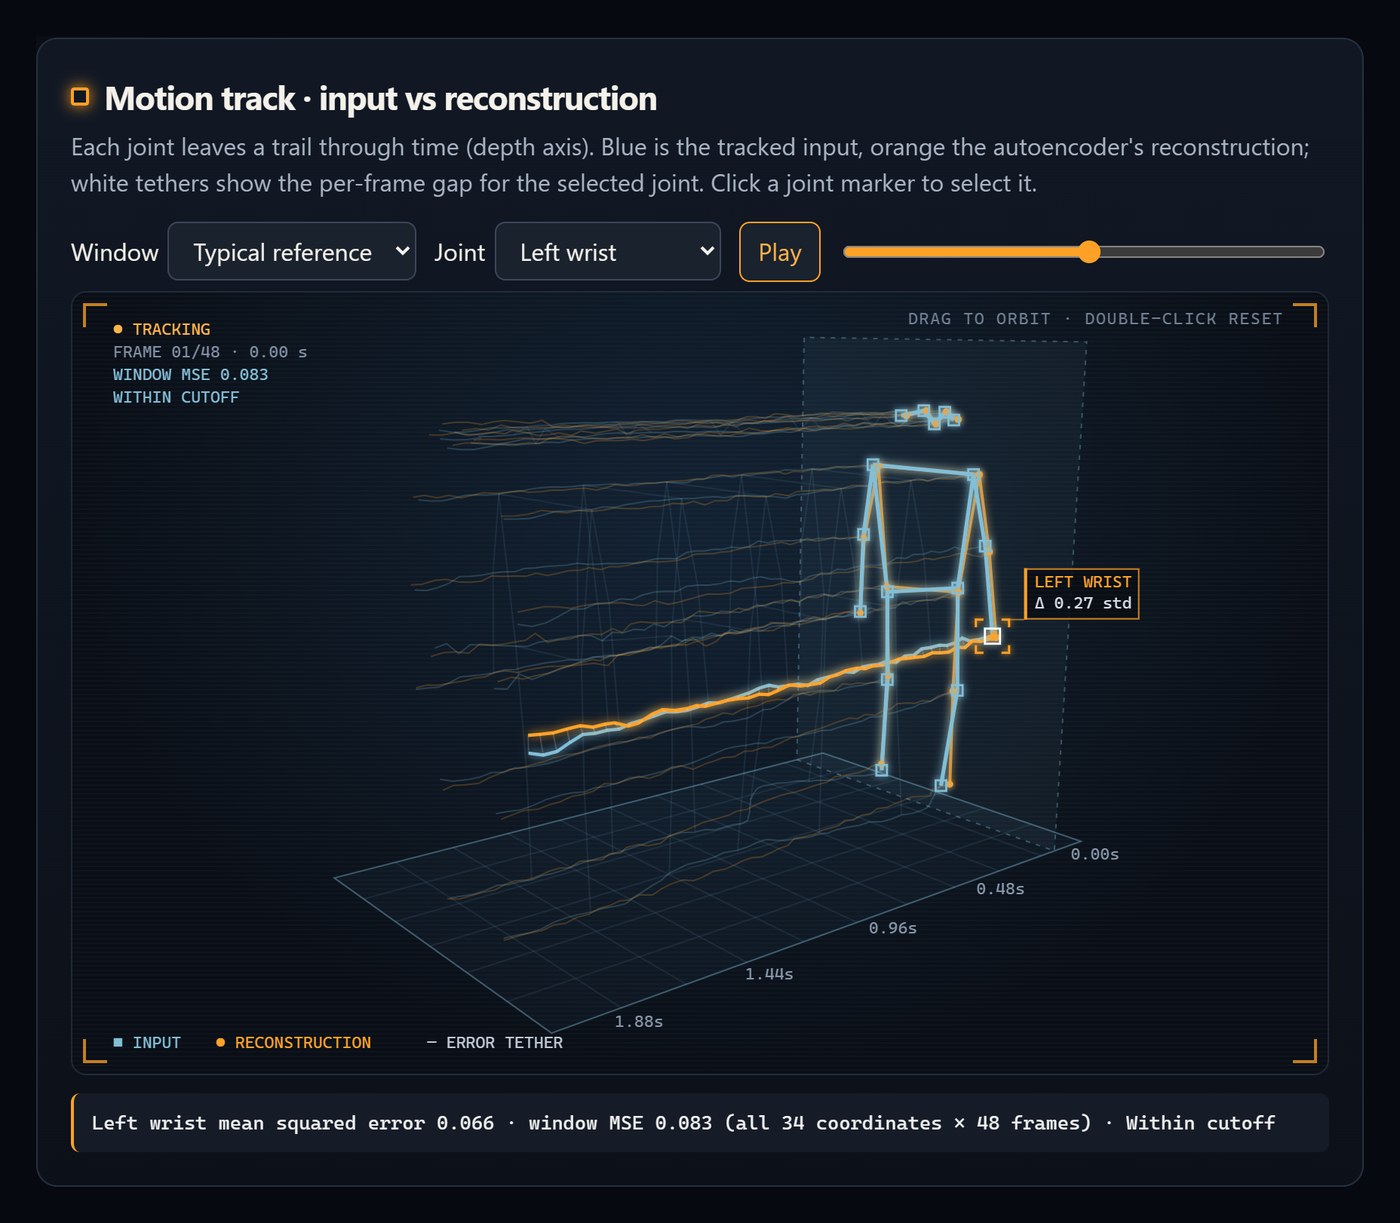 Motion track · input vs reconstruction
Each joint leaves a trail through time (depth axis). Blue is the tracked input, orange the autoencoder's reconstruction;
white tethers show the per-frame gap for the selected joint. Click a joint marker to select it.
Window Typical reference Joint Left wrist Play
TRACKING
DRAG TO ORBIT · DOUBLE-CLICK RESET
FRAME 01/48 · 0.00 s
WINDOW MSE 0.083
WITHIN CUTOFF
LEFT WRIST
Δ 0.27 std
0.00s
0.48s
0.96s
1.44s
1.88s
INPUT RECONSTRUCTION — ERROR TETHER
Left wrist mean squared error 0.066 · window MSE 0.083 (all 34 coordinates × 48 frames) · Within cutoff